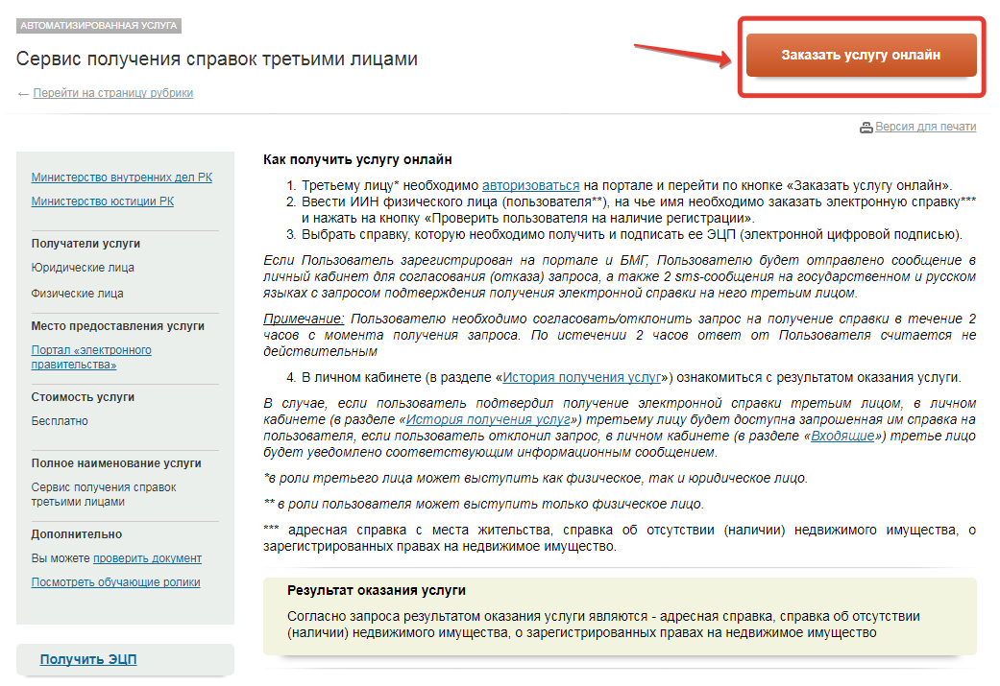 АВТОМАТИЗИРОВАННАЯ УСЛУГА
Сервис получения справок третьими лицами
← Перейти на страницу рубрики
Заказать услугу онлайн
Версия для печати
Министерство внутренних дел РК
Министерство юстиции РК
Получатели услуги
Юридические лица
Физические лица
Место предоставления услуги
Портал «электронного
правительства»
Стоимость услуги
Бесплатно
Полное наименование услуги
Сервис получения справок
третьими лицами
Дополнительно
Вы можете проверить документ
Посмотреть обучающие ролики
Получить ЭЦП
Как получить услугу онлайн
1. Третьему лицу* необходимо авторизоваться на портале и перейти по кнопке «Заказать услугу онлайн».
2. Ввести ИИН физического лица (пользователя**), на чье имя необходимо заказать электронную справку***
и нажать на кнопку «Проверить пользователя на наличие регистрации».
3. Выбрать справку, которую необходимо получить и подписать ее ЭЦП (электронной цифровой подписью).
Если Пользователь зарегистрирован на портале и БМГ, Пользователю будет отправлено сообщение в
личный кабинет для согласования (отказа) запроса, а также 2 sms-сообщения на государственном и русском
языках с запросом подтверждения получения электронной справки на него третьим лицом.
Примечание: Пользователю необходимо согласовать/отклонить запрос на получение справки в течение 2
часов с момента получения запроса. По истечении 2 часов ответ от Пользователя считается не
действительным
4. В личном кабинете (в разделе «История получения услуг») ознакомиться с результатом оказания услуги.
В случае, если пользователь подтвердил получение электронной справки третьим лицом, в личном
кабинете (в разделе «История получения услуг») третьему лицу будет доступна запрошенная им справка на
пользователя, если пользователь отклонил запрос, в личном кабинете (в разделе «Входящие») третье лицо
будет уведомлено соответствующим информационным сообщением.
*в роли третьего лица может выступить как физическое, так и юридическое лицо.
** в роли пользователя может выступить только физическое лицо.
*** адресная справка с места жительства, справка об отсутствии (наличии) недвижимого имущества, о
зарегистрированных правах на недвижимое имущество.
Результат оказания услуги
Согласно запроса результатом оказания услуги являются - адресная справка, справка об отсутствии
(наличии) недвижимого имущества, о зарегистрированных правах на недвижимое имущество